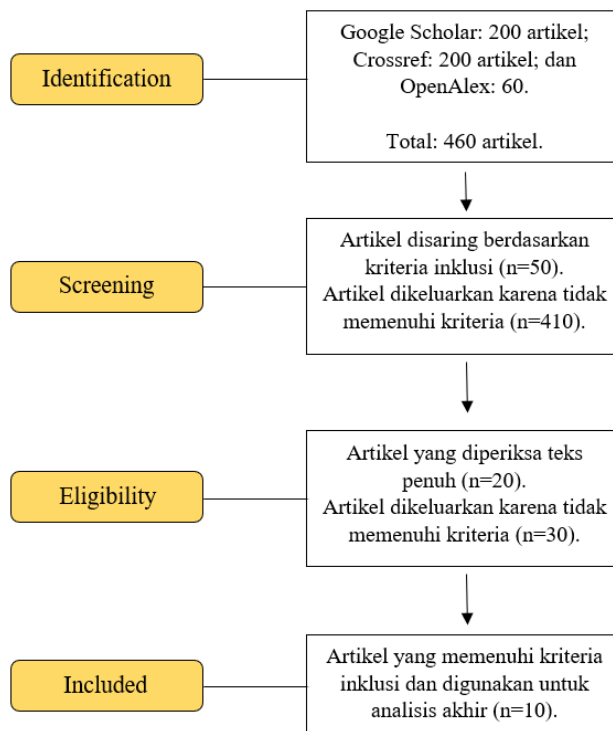 Identification
Google Scholar: 200 artikel;
Crossref: 200 artikel; dan
OpenAlex: 60.
Total: 460 artikel.
Screening
Artikel disaring berdasarkan
kriteria inklusi (n=50).
Artikel dikeluarkan karena tidak
memenuhi kriteria (n=410).
Eligibility
Artikel yang diperiksa teks
penuh (n=20).
Artikel dikeluarkan karena tidak
memenuhi kriteria (n=30).
Included
Artikel yang memenuhi kriteria
inklusi dan digunakan untuk
analisis akhir (n=10).